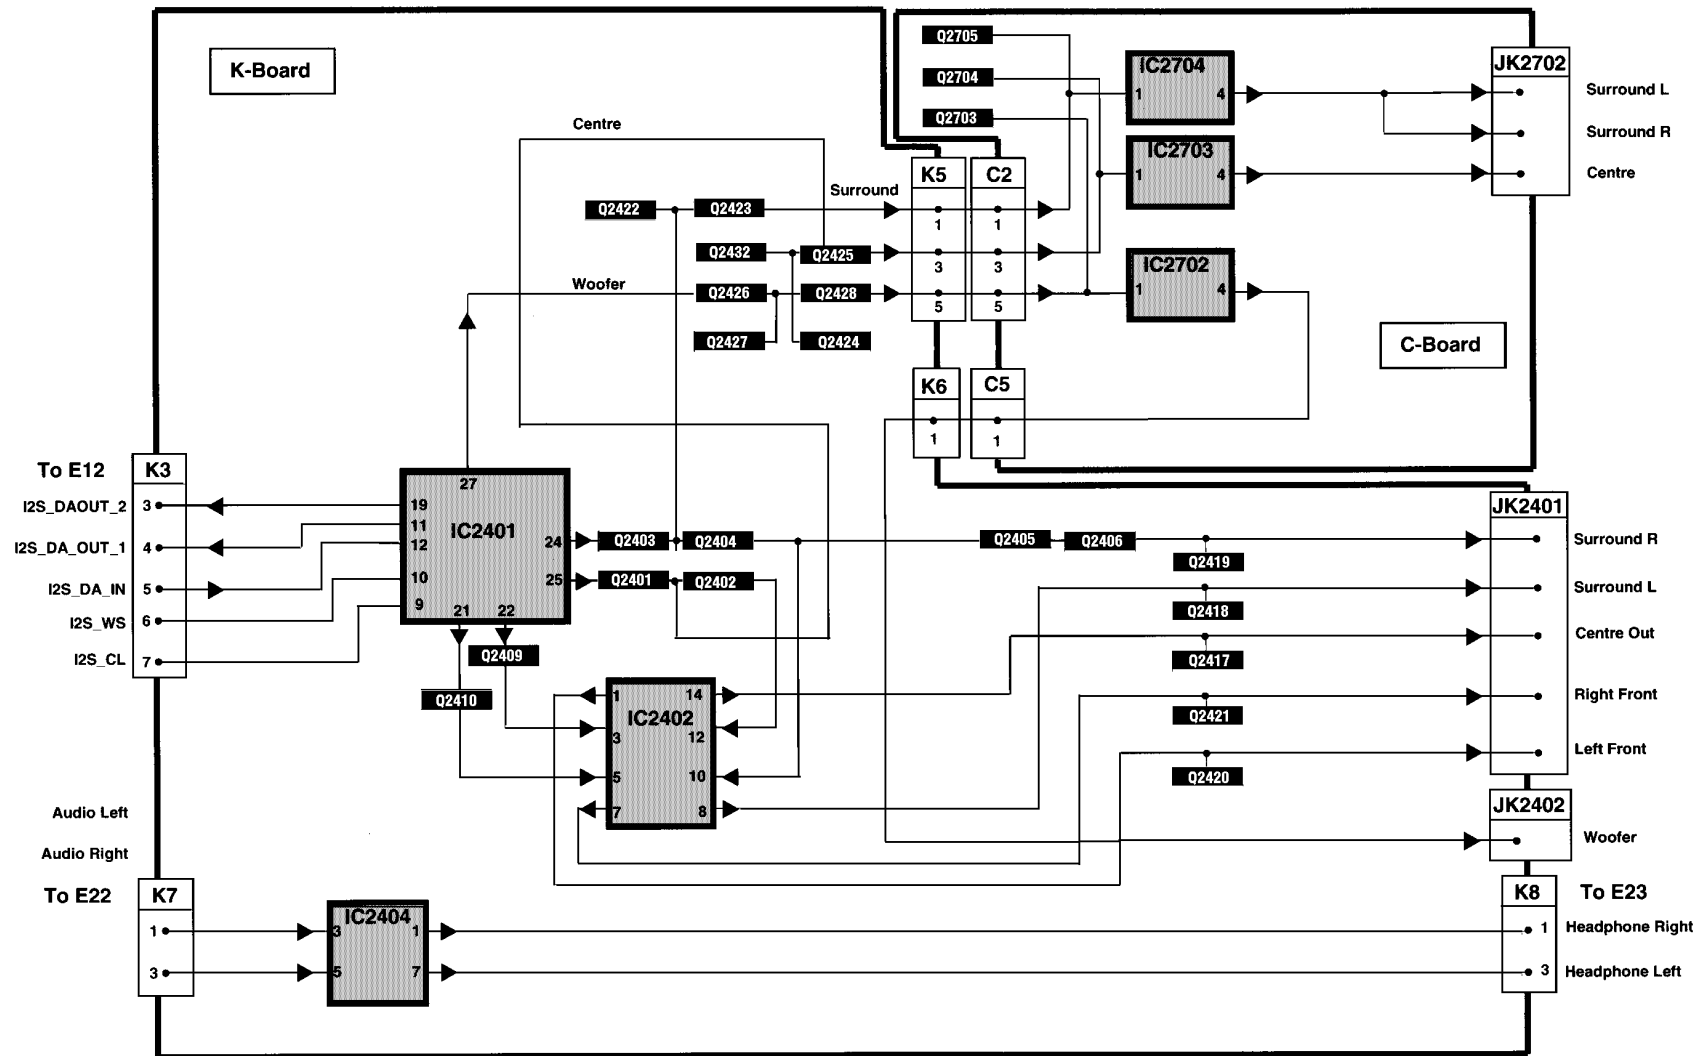 K-Board
Q2705
Q2704
Q2703
IC2704
1
4
JK2702
Surround L
Surround R
Centre
IC2703
1
4
Centre
K5
C2
Surround
Q2422
Q2423
1
1
Q2432
Q2425
3
3
IC2702
1
4
Woofer
Q2426
Q2428
5
5
Q2427
Q2424
C-Board
K6
C5
1
1
To E12
K3
I2S_DAOUT_2
3
I2S_DA_OUT_1
4
I2S_DA_IN
5
I2S_WS
6
I2S_CL
7
27
19
11
12
10
9
IC2401
24
25
21
22
Q2403
Q2404
Q2401
Q2402
Q2405
Q2406
Q2419
Q2418
Q2417
Q2421
Q2420
JK2401
Surround R
Surround L
Centre Out
Right Front
Left Front
Q2409
Q2410
IC2402
1
14
3
12
5
10
7
8
JK2402
Woofer
Audio Left
Audio Right
To E22
K7
1
3
IC2404
3
1
5
7
K8
To E23
1
Headphone Right
3
Headphone Left